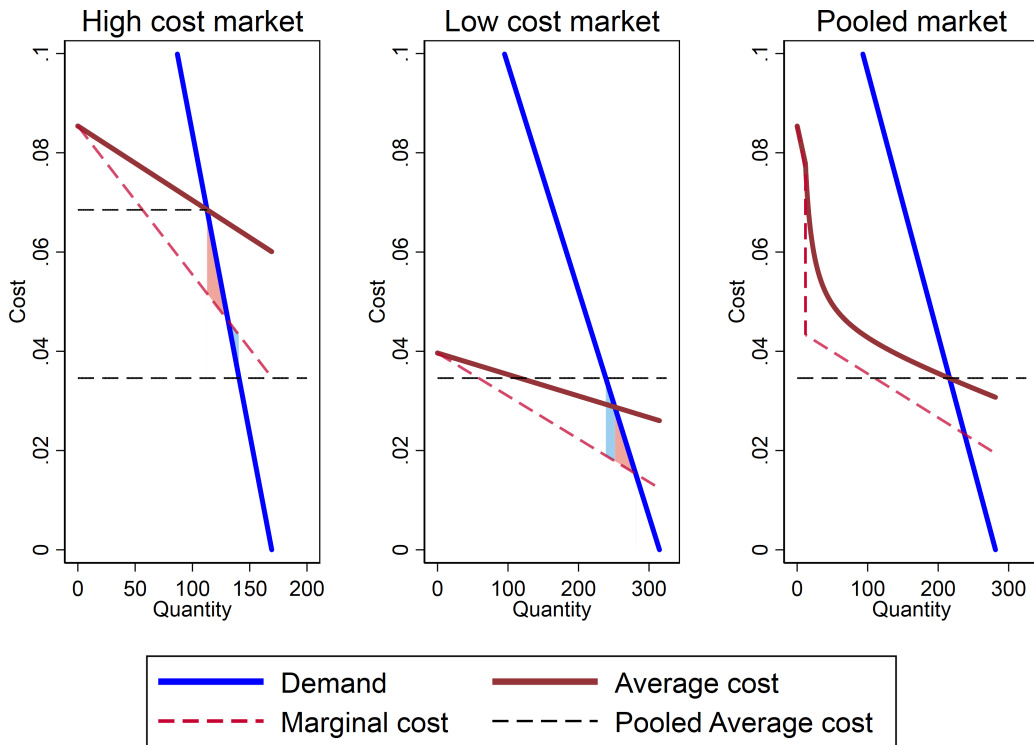 High cost market
Low cost market
Pooled market
Cost
.1
.08
.06
.04
.02
0
0 50 100 150 200
Quantity
Cost
.1
.08
.06
.04
.02
0
0 100 200 300
Quantity
Cost
.1
.08
.06
.04
.02
0
0 100 200 300
Quantity
Demand
Average cost
Marginal cost
Pooled Average cost